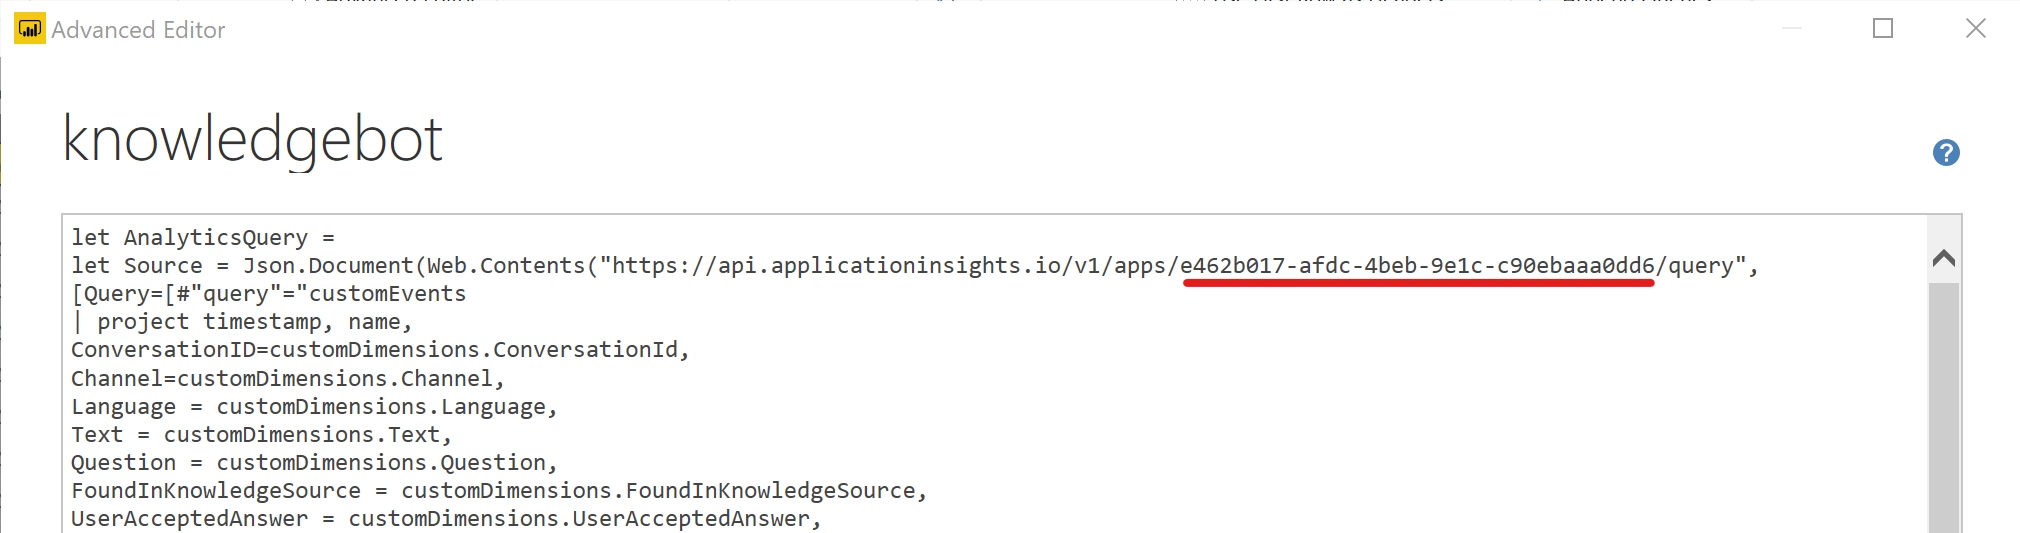 Advanced Editor
knowledgebot
?
let AnalyticsQuery =
let Source = Json.Document(Web.Contents("https://api.applicationinsights.io/v1/apps/e462b017-afdc-4beb-9e1c-c90ebaaa0dd6/query",
[Query=[#"query"="customEvents
| project timestamp, name,
ConversationID=customDimensions.ConversationId,
Channel=customDimensions.Channel,
Language = customDimensions.Language,
Text = customDimensions.Text,
Question = customDimensions.Question,
FoundInKnowledgeSource = customDimensions.FoundInKnowledgeSource,
UserAcceptedAnswer = customDimensions.UserAcceptedAnswer,